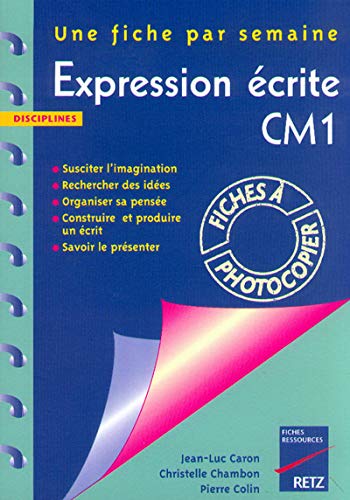 Une fiche par semaine
Expression écrite
CM1
DISCIPLINES
Susciter l'imagination
Rechercher des idées
Organiser sa pensée
Construire et produire
un écrit
Savoir le présenter
FICHES À
PHOTOCOPIER
Jean-Luc Caron
Christelle Chambon
Pierre Colin
FICHES
RESSOURCES
RETZ